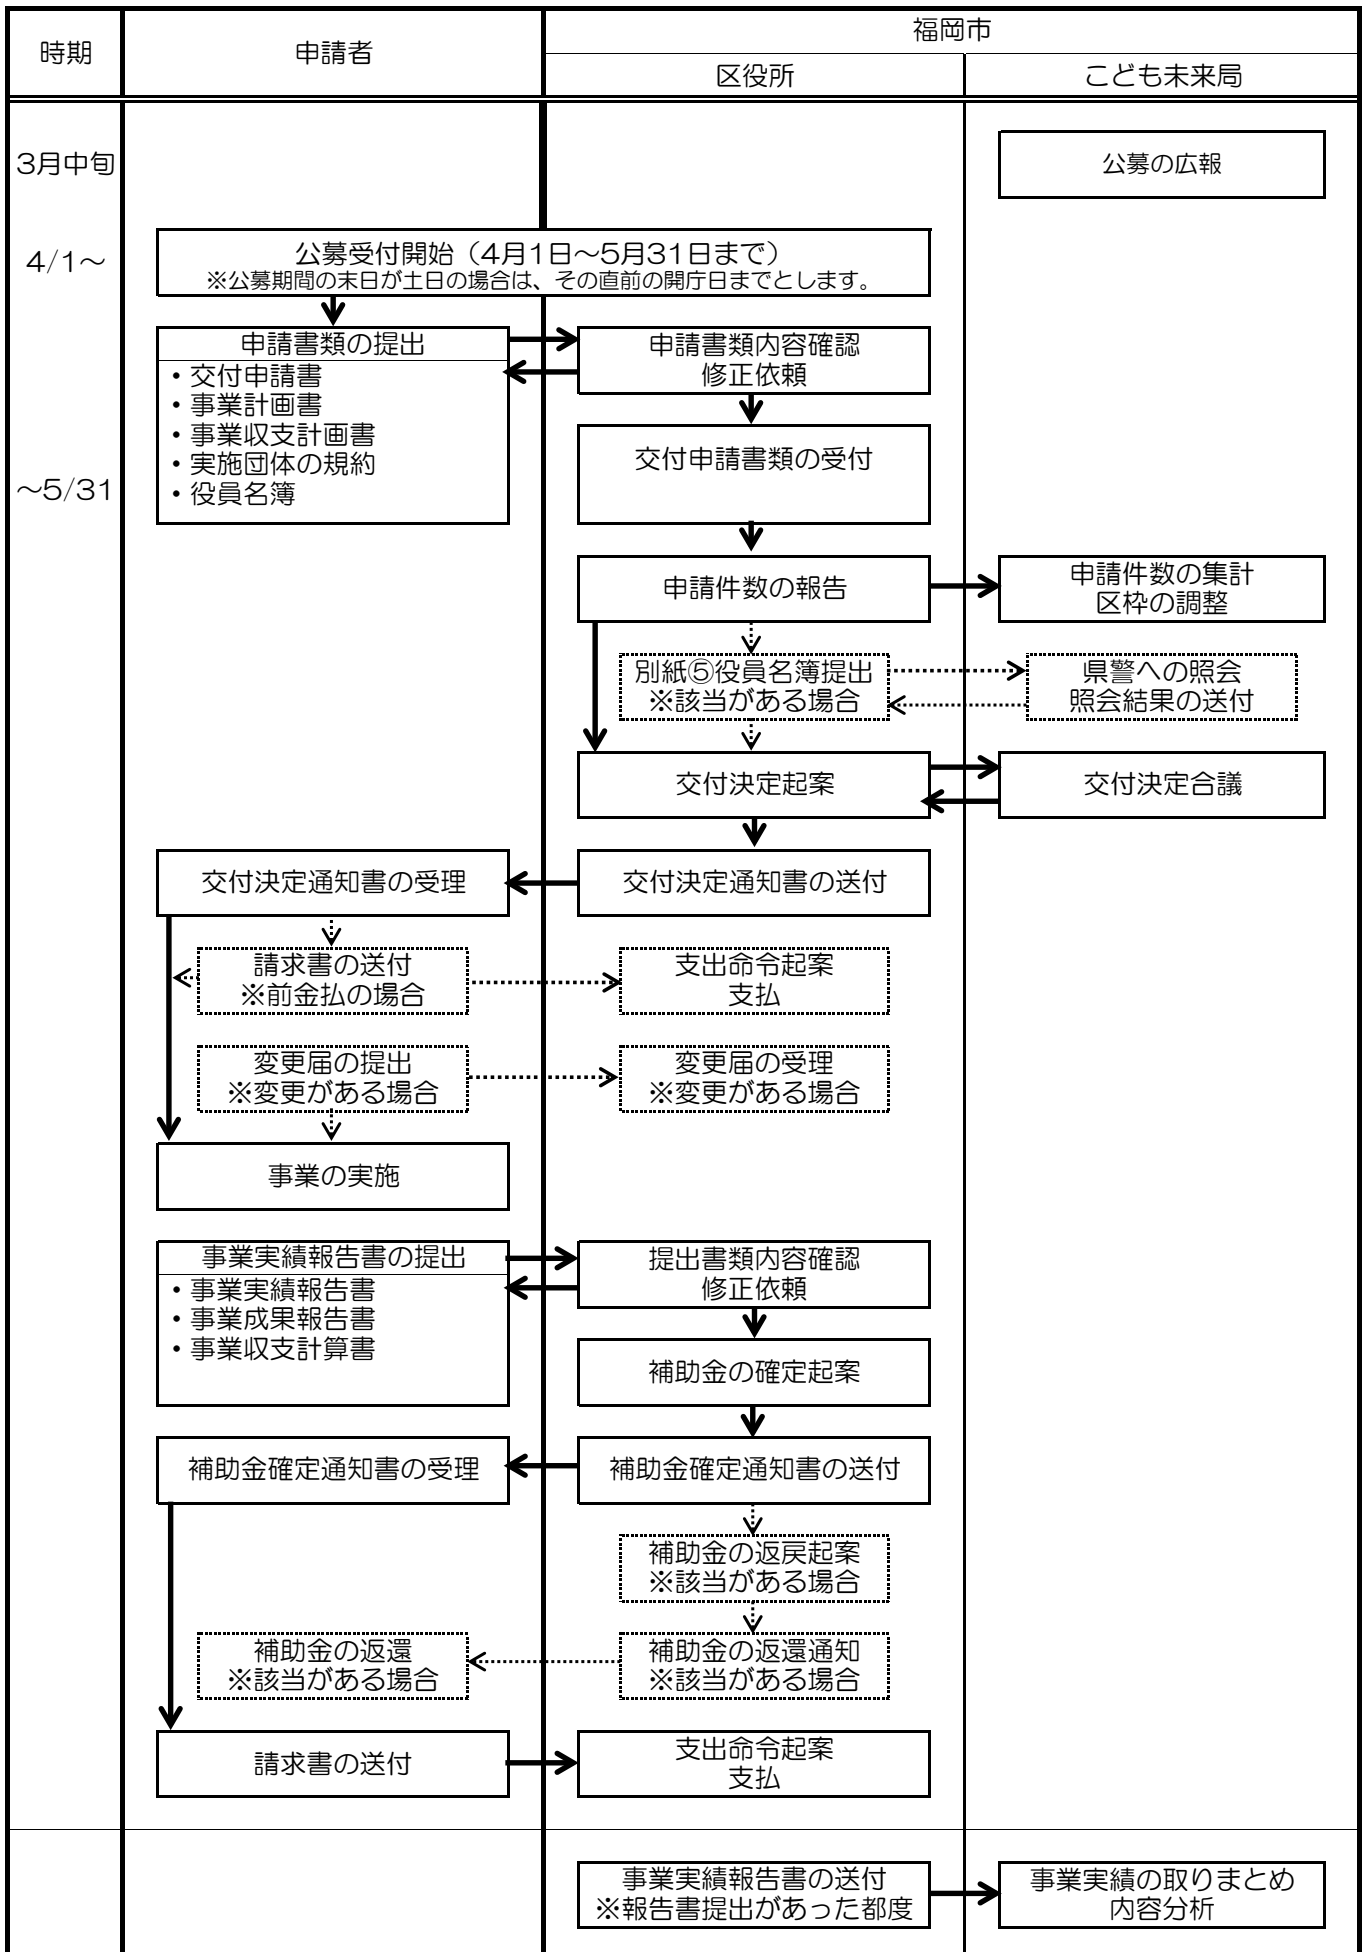 時期
申請者
福岡市
区役所
こども未来局
3月中旬
公募の広報
4/1～
公募受付開始（4月1日～5月31日まで）
※公募期間の末日が土日の場合は、その直前の開庁日までとします。
申請書類の提出
・交付申請書
・事業計画書
・事業収支計画書
・実施団体の規約
・役員名簿
申請書類内容確認
修正依頼
交付申請書類の受付
～5/31
申請件数の報告
申請件数の集計
区枠の調整
別紙⑤役員名簿提出
※該当がある場合
県警への照会
照会結果の送付
交付決定起案
交付決定合議
交付決定通知書の受理
交付決定通知書の送付
請求書の送付
※前金払の場合
支出命令起案
支払
変更届の提出
※変更がある場合
変更届の受理
※変更がある場合
事業の実施
事業実績報告書の提出
・事業実績報告書
・事業成果報告書
・事業収支計算書
提出書類内容確認
修正依頼
補助金の確定起案
補助金確定通知書の受理
補助金確定通知書の送付
補助金の返戻起案
※該当がある場合
補助金の返還
※該当がある場合
補助金の返還通知
※該当がある場合
請求書の送付
支出命令起案
支払
事業実績報告書の送付
※報告書提出があった都度
事業実績の取りまとめ
内容分析